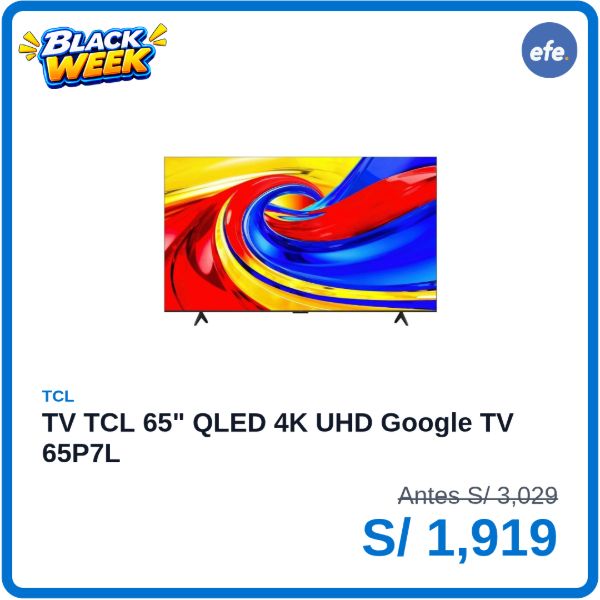 BLACK
WEEK
efe.
TCL
TV TCL 65" QLED 4K UHD Google TV
65P7L
Antes S/ 3,029
S/ 1,919